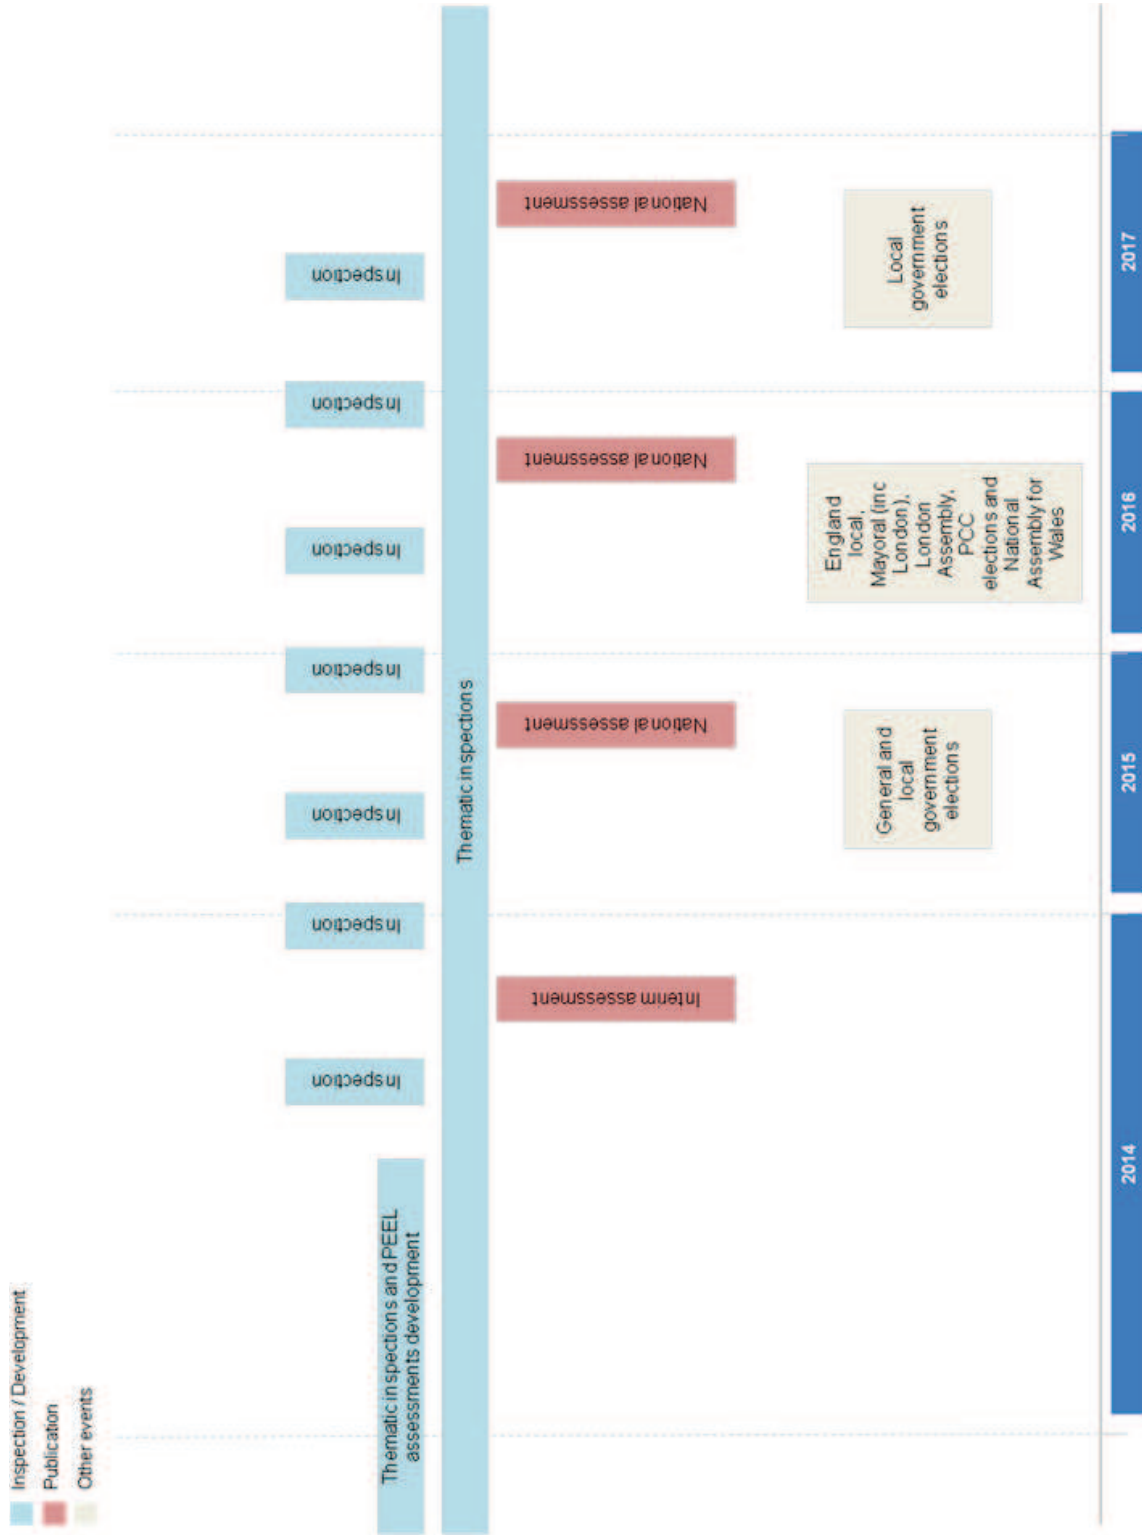 Inspection / Development
Publication
Other events
Thematic inspections and PEEL
assessments development
Inspection
Inspection
Inspection
Inspection
Inspection
Inspection
Inspection
Thematic inspections
Interim assessment
National assessment
National assessment
National assessment
General and
local
government
elections
England
local,
Mayoral (inc
London),
London
Assembly,
PCC
elections and
National
Assembly for
Wales
Local
government
elections
2014
2015
2016
2017